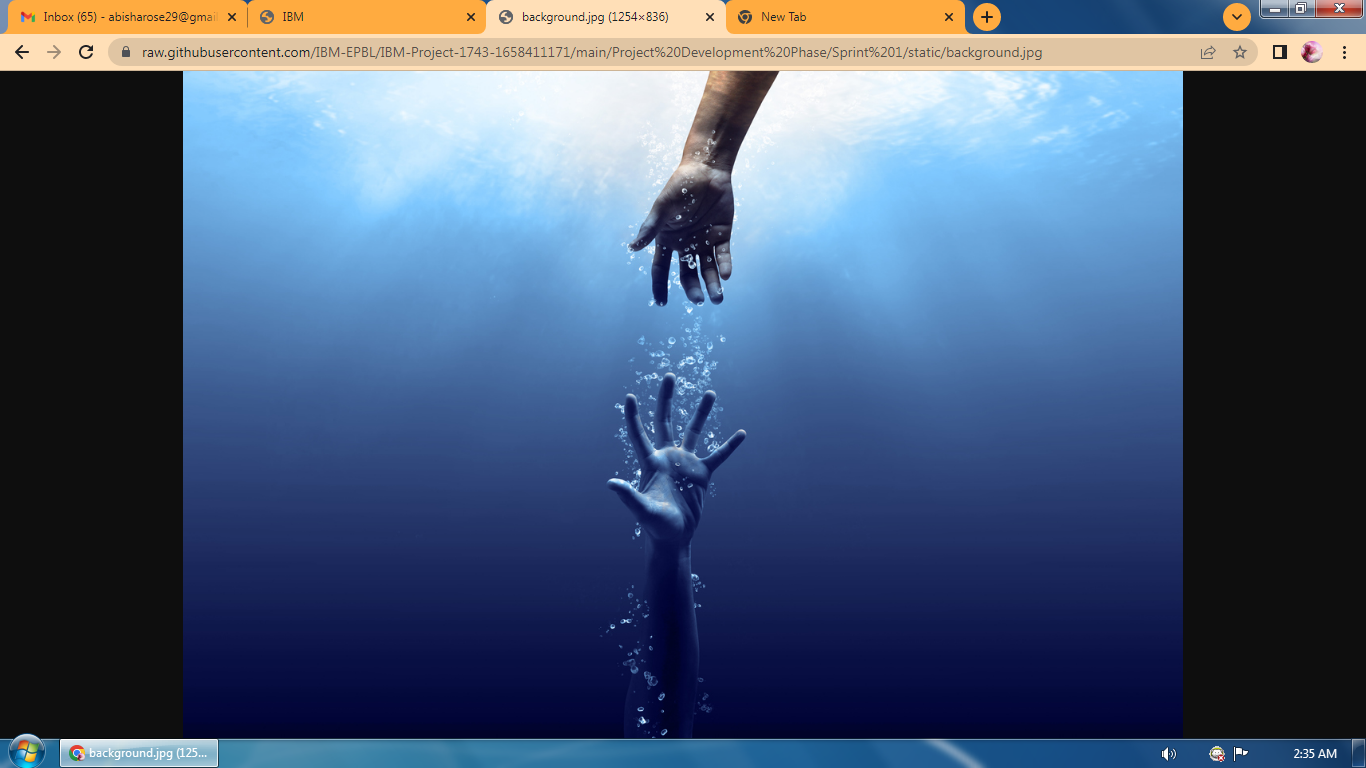 Inbox (65) - abisharose29@gmai
IBM
background.jpg (1254×836)
New Tab
raw.githubusercontent.com/IBM-EPBL/IBM-Project-1743-1658411171/main/Project%20Development%20Phase/Sprint%201/static/background.jpg
background.jpg (125...
2:35 AM